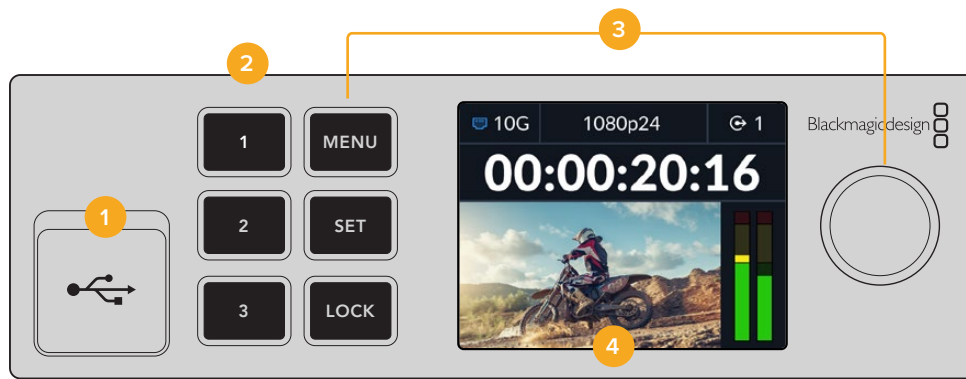 3
2
10G 1080p24 1
00:00:20:16
Blackmagicdesign
1 MENU
2 SET
3 LOCK
1
4